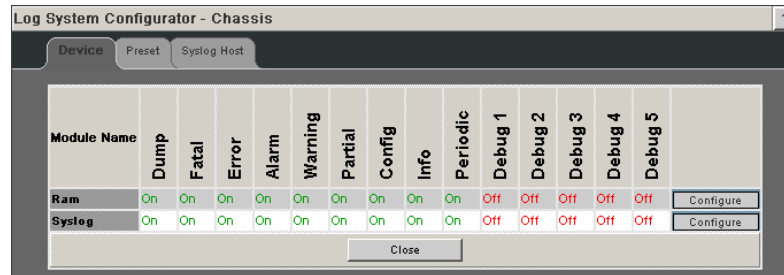 Log System Configurator - Chassis
Device Preset Syslog Host
Module Name Dump Fatal Error Alarm Warning Partial Config Info Periodic Debug 1 Debug 2 Debug 3 Debug 4 Debug 5
Ram On On On On On On On On On Off Off Off Off Off Configure
Syslog On On On On On On On On On Off Off Off Off Off Configure
Close